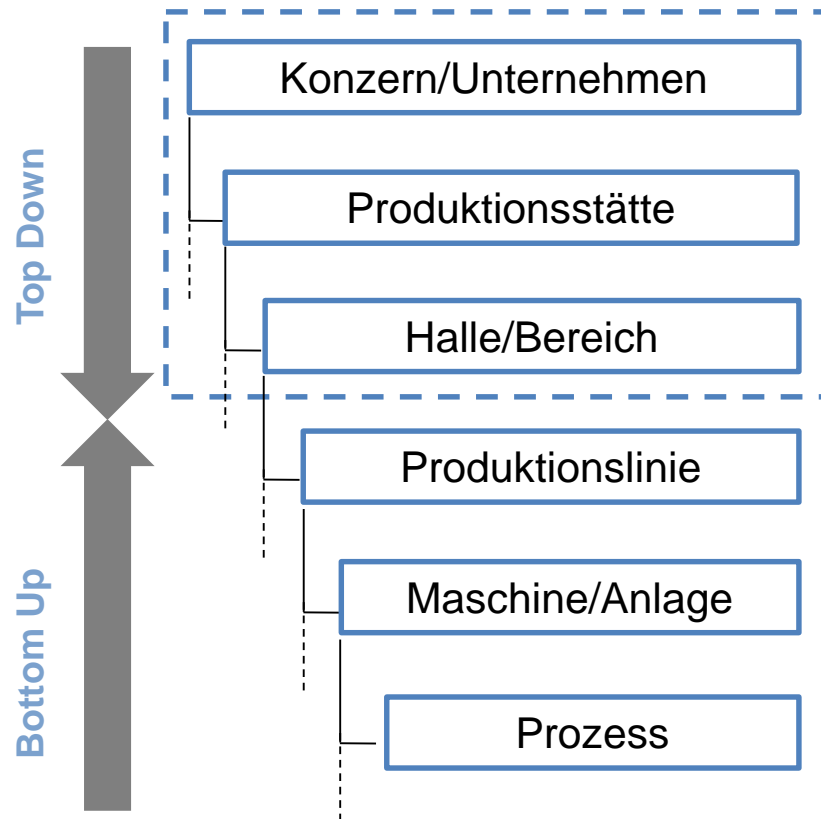 Konzern/Unternehmen
Top Down
Produktionsstätte
Halle/Bereich
Produktionslinie
Bottom Up
Maschine/Anlage
Prozess